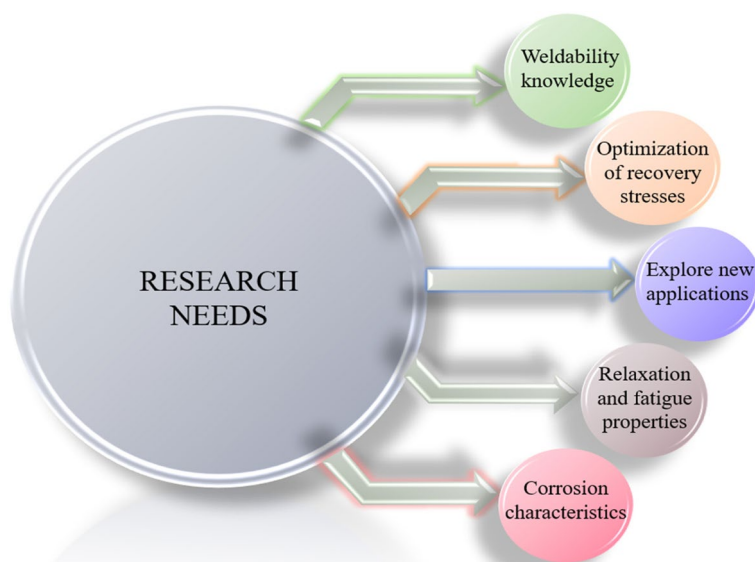 RESEARCH
NEEDS
Weldability
knowledge
Optimization
of recovery
stresses
Explore new
applications
Relaxation
and fatigue
properties
Corrosion
characteristics